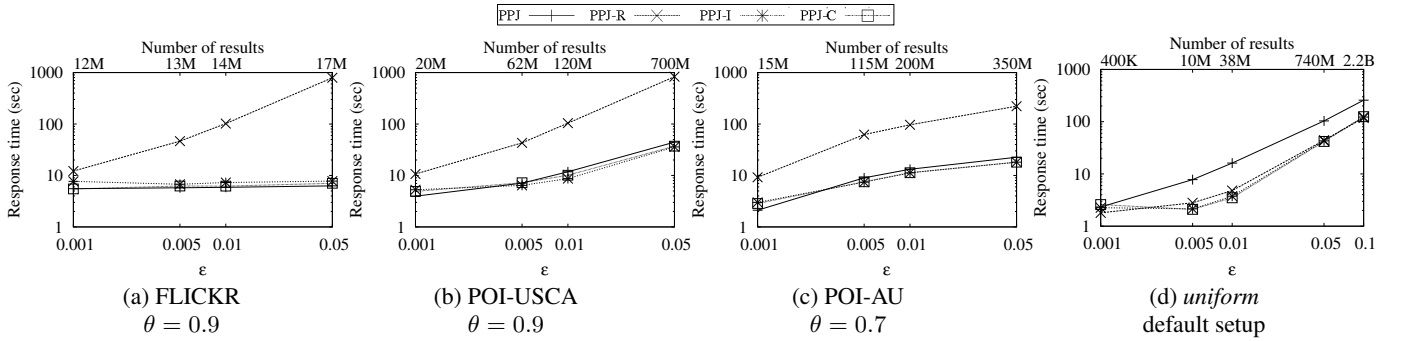 PPJ PPJ-R PPJ-I PPJ-C
Number of results
12M 13M 14M 17M
Response time (sec)
1000
100
10
1
0.001 0.005 0.01 0.05
ε
(a) FLICKR
θ = 0.9
Number of results
20M 62M 120M 700M
Response time (sec)
1000
100
10
1
0.001 0.005 0.01 0.05
ε
(b) POI-USCA
θ = 0.9
Number of results
15M 115M 200M 350M
Response time (sec)
1000
100
10
1
0.001 0.005 0.01 0.05
ε
(c) POI-AU
θ = 0.7
Number of results
400K 10M 38M 740M 2.2B
Response time (sec)
1000
100
10
1
0.001 0.005 0.01 0.05 0.1
ε
(d) uniform
default setup